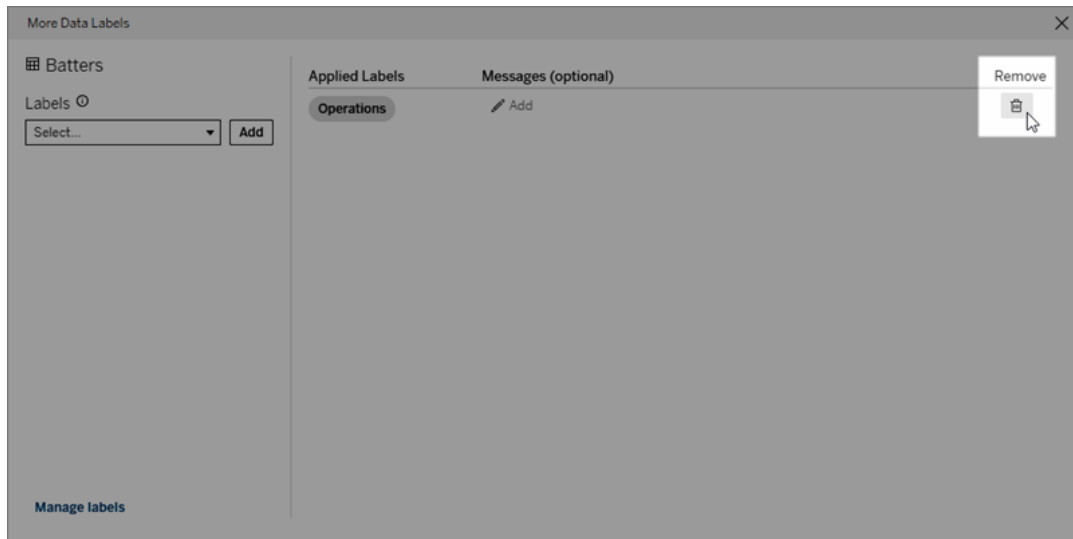 More Data Labels
Batters
Labels
Select...
Add
Manage labels
Applied Labels Messages (optional) Remove
Operations Add